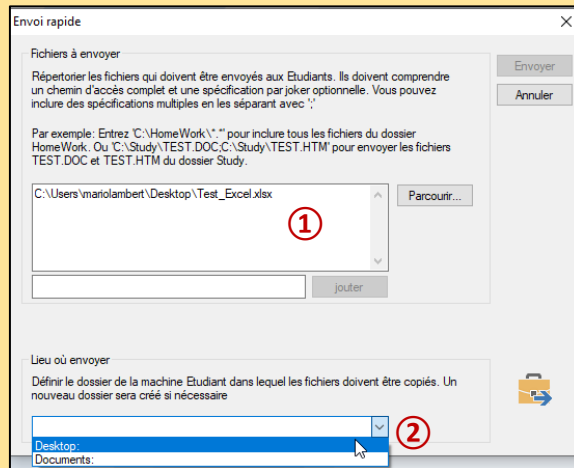 Envoi rapide
Fichiers à envoyer
Répertorier les fichiers qui doivent être envoyés aux Etudiants. Ils doivent comprendre
un chemin d'accès complet et une spécification par joker optionnelle. Vous pouvez
inclure des spécifications multiples en les séparant avec ';'
Par exemple: Entrez 'C:\HomeWork\*.*' pour inclure tous les fichiers du dossier
HomeWork. Ou 'C:\Study\TEST.DOC;C:\Study\TEST.HTM' pour envoyer les fichiers
TEST.DOC et TEST.HTM du dossier Study.
C:\Users\mariolambert\Desktop\Test_Excel.xlsx
①
Parcourir...
jouter
Envoyer
Annuler
Lieu où envoyer
Définir le dossier de la machine Etudiant dans lequel les fichiers doivent être copiés. Un
nouveau dossier sera créé si nécessaire
②
Desktop:
Documents: